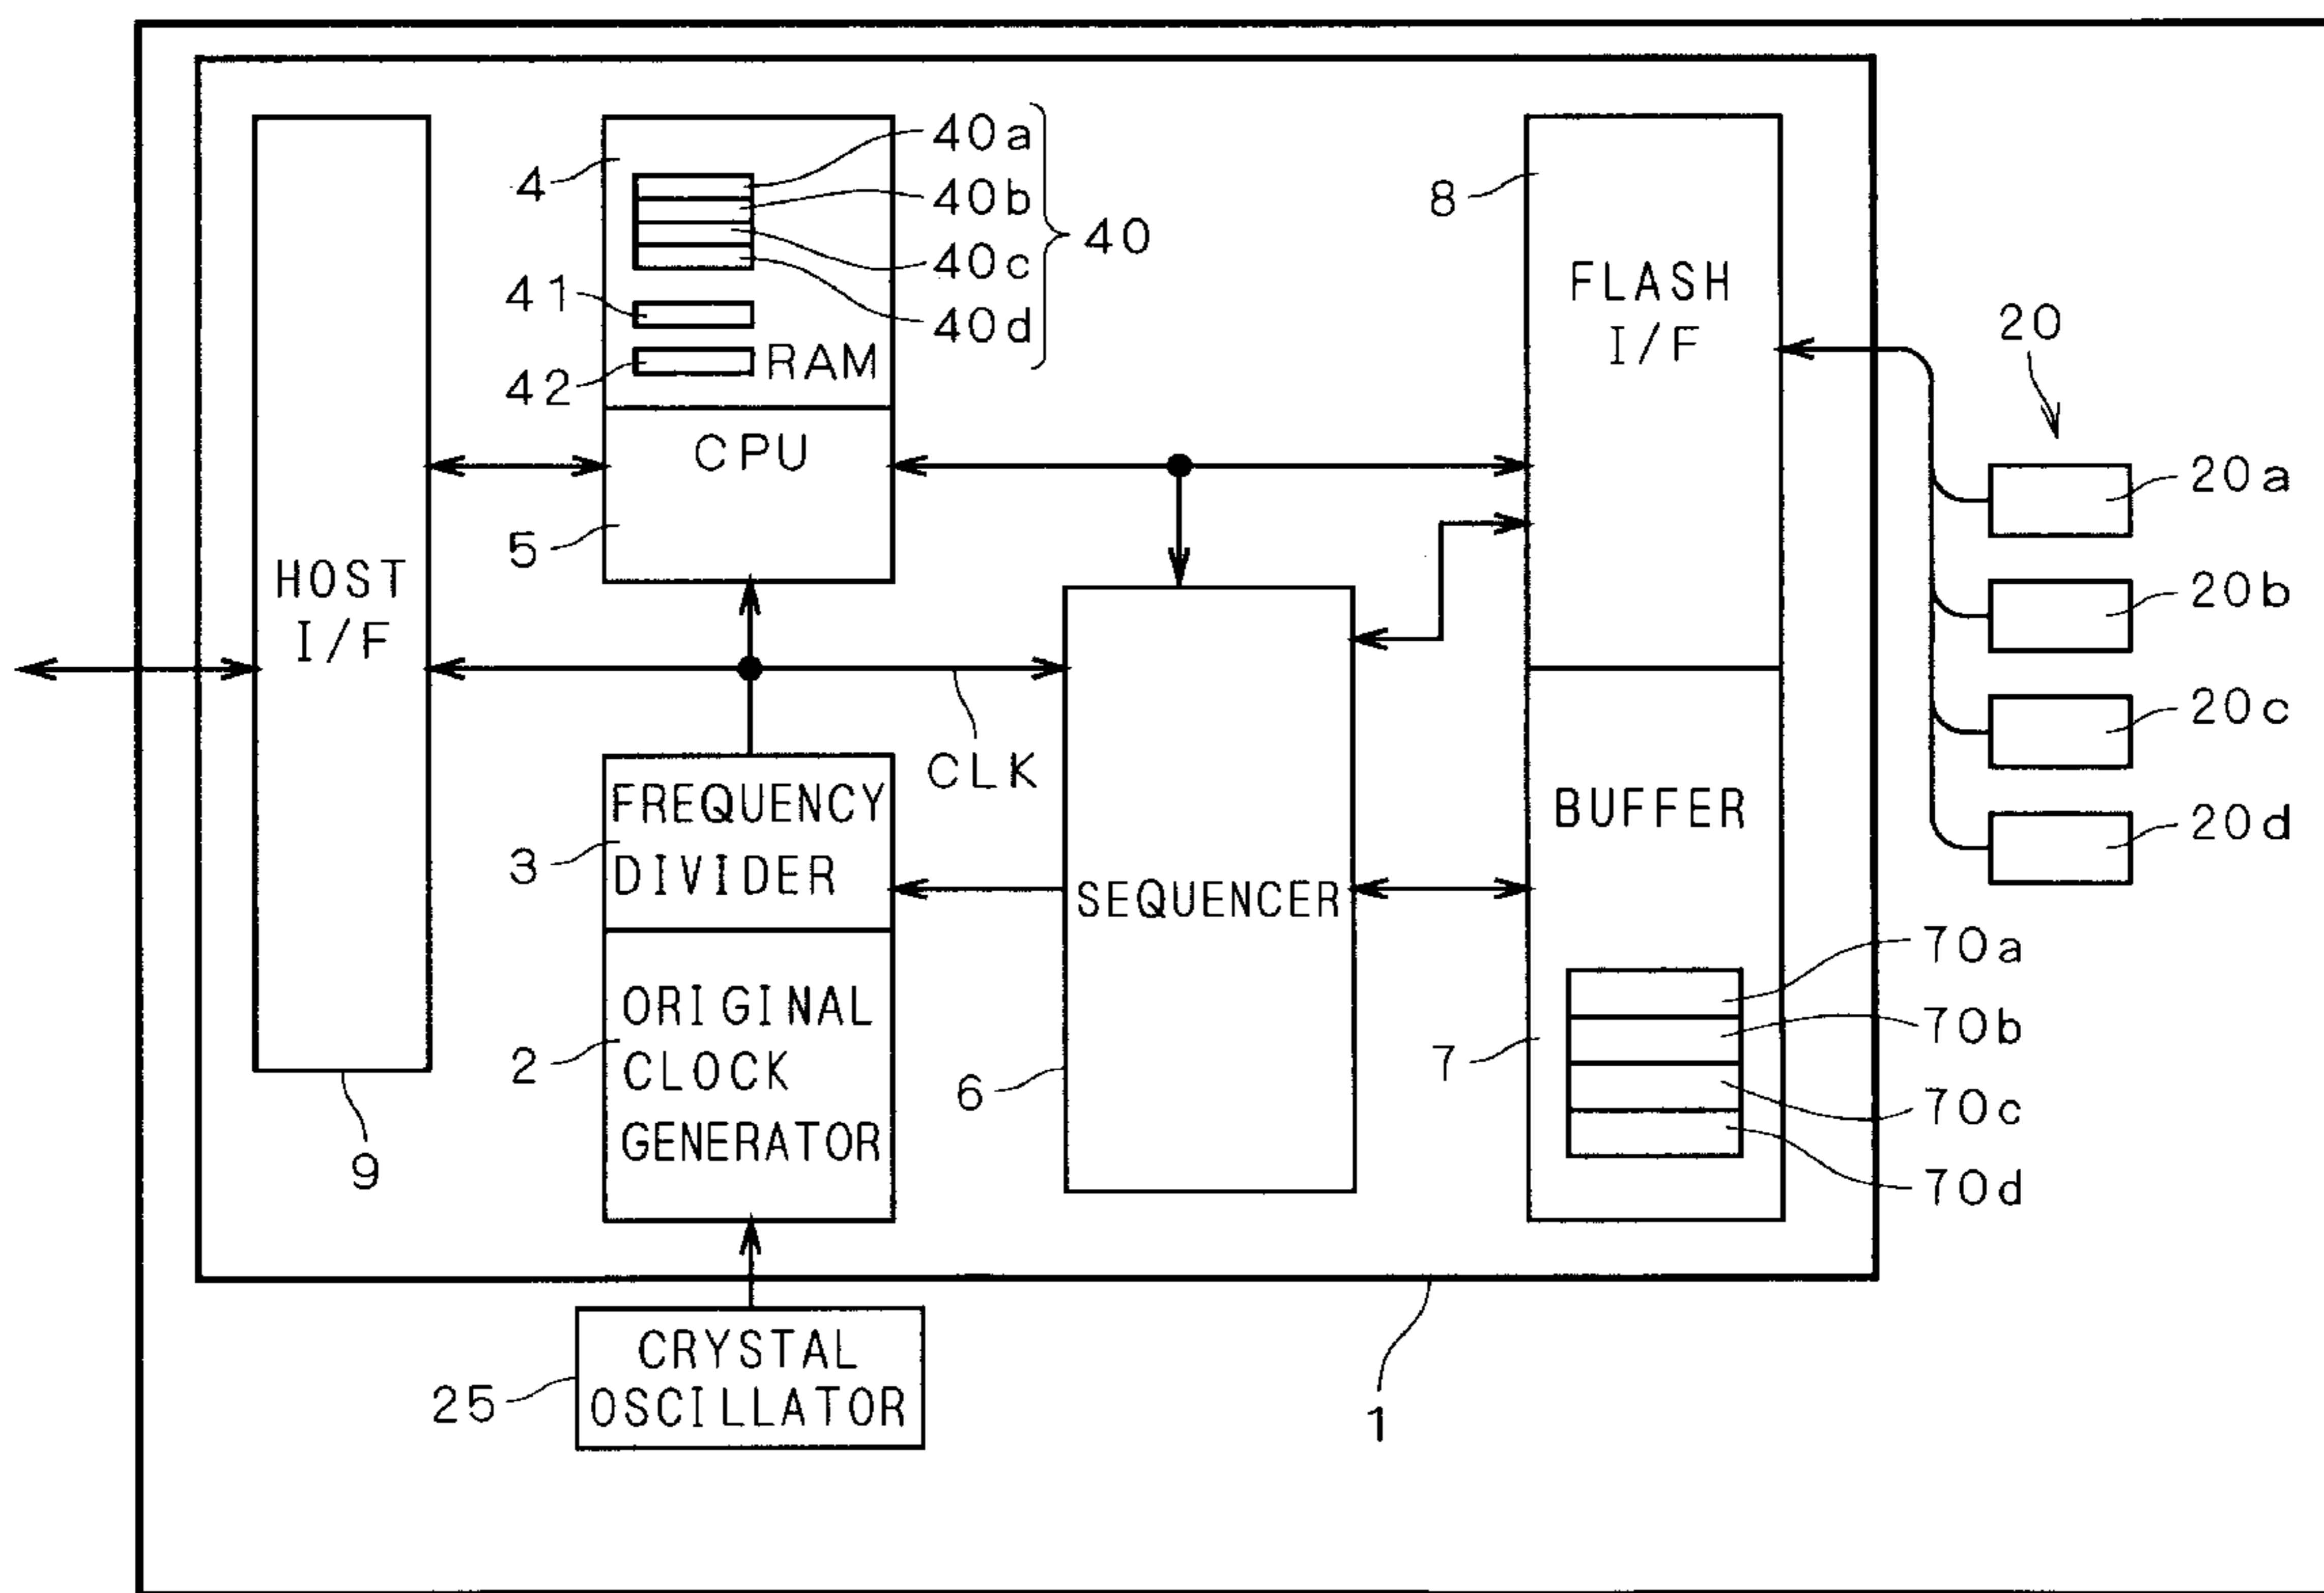 40a
4
40b
8
40
40c
FLASH
41
40d
I/F
20
RAM
42
CPU
20a
5
HOST
20b
I/F
20c
CLK
FREQUENCY
BUFFER
20d
3
DIVIDER
SEQUENCER
70a
ORIGINAL
70b
2
CLOCK
7
6
70c
GENERATOR
9
70d
CRYSTAL
25
OSCILLATOR
1